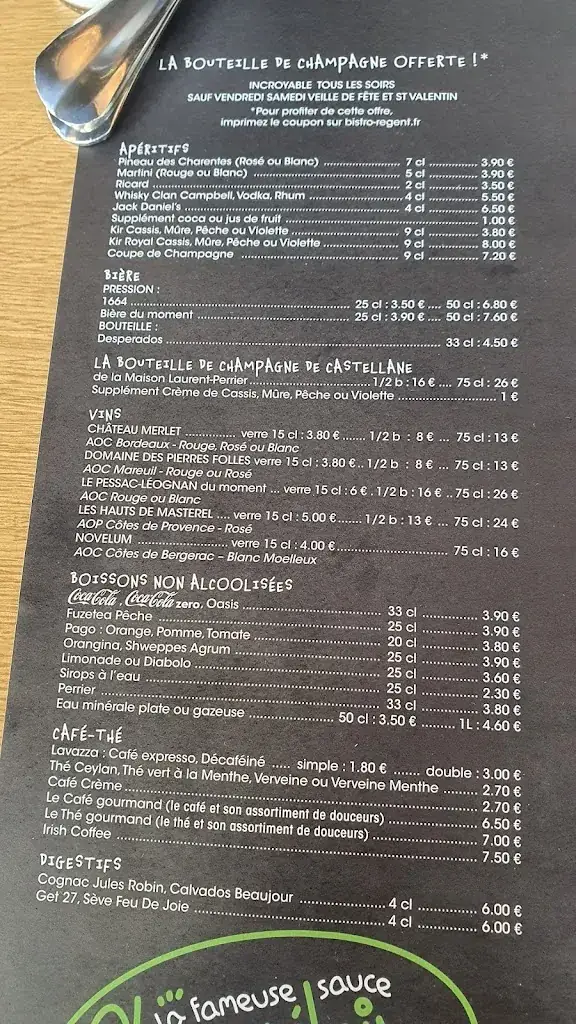 LA BOUTEILLE DE CHAMPAGNE OFFERTE !*
INCROYABLE TOUS LES SOIRS
SAUF VENDREDI SAMEDI VEILLE DE FÊTE ET ST VALENTIN
*Pour profiter de cette offre,
imprimez le coupon sur bistro-regent.fr
APÉRITIFS
Pineau des Charentes (Rosé ou Blanc) 7 cl 3.90 €
Martini (Rouge ou Blanc) 5 cl 3.90 €
Ricard 2 cl 3.50 €
Whisky Clan Campbell, Vodka, Rhum 4 cl 5.50 €
Jack Daniel's 4 cl 6.50 €
Supplément coca ou jus de fruit 1.00 €
Kir Cassis, Mûre, Pêche ou Violette 9 cl 3.80 €
Kir Royal Cassis, Mûre, Pêche ou Violette 9 cl 8.00 €
Coupe de Champagne 9 cl 7.20 €
BIÈRE
PRESSION :
1664 25 cl : 3.50 € .... 50 cl : 6.80 €
Bière du moment 25 cl : 3.90 € .... 50 cl : 7.60 €
BOUTEILLE :
Desperados 33 cl : 4.50 €
LA BOUTEILLE DE CHAMPAGNE DE CASTELLANE
de la Maison Laurent-Perrier 1/2 b : 16 € .... 75 cl : 26 €
Supplément Crème de Cassis, Mûre, Pêche ou Violette 1 €
VINS
CHÂTEAU MERLET verre 15 cl : 3.80 € 1/2 b : 8 € ... 75 cl : 13 €
AOC Bordeaux - Rouge, Rosé ou Blanc
DOMAINE DES PIERRES FOLLES verre 15 cl : 3.80 € .. 1/2 b : 8 € ... 75 cl : 13 €
AOC Mareuil - Rouge ou Rosé
LE PESSAC-LÉOGNAN du moment ... verre 15 cl : 6 € . 1/2 b : 16 € .. 75 cl : 26 €
AOC Rouge ou Blanc
LES HAUTS DE MASTEREL .... verre 15 cl : 5.00 € 1/2 b : 13 € ... 75 cl : 24 €
AOP Côtes de Provence - Rosé
NOVELUM verre 15 cl : 4.00 € 75 cl : 16 €
AOC Côtes de Bergerac – Blanc Moelleux
BOISSONS NON ALCOOLISÉES
Coca-Cola, Coca-Cola zero, Oasis 33 cl 3.90 €
Fuzetea Pêche 25 cl 3.90 €
Pago : Orange, Pomme, Tomate 20 cl 3.80 €
Orangina, Shweppes Agrum 25 cl 3.90 €
Limonade ou Diabolo 25 cl 3.60 €
Sirops à l'eau 25 cl 2.30 €
Perrier 33 cl 3.80 €
Eau minérale plate ou gazeuse 50 cl : 3.50 € 1L : 4.60 €
CAFÉ-THÉ
Lavazza : Café expresso, Décaféiné ..... simple : 1.80 € ...... double : 3.00 €
Thé Ceylan, Thé vert à la Menthe, Verveine ou Verveine Menthe 2.70 €
Café Crème 2.70 €
Le Café gourmand (le café et son assortiment de douceurs) 6.50 €
Le Thé gourmand (le thé et son assortiment de douceurs) 7.00 €
Irish Coffee 7.50 €
DIGESTIFS
Cognac Jules Robin, Calvados Beaujour 4 cl 6.00 €
Get 27, Sève Feu De Joie 4 cl 6.00 €
la fameuse sauce